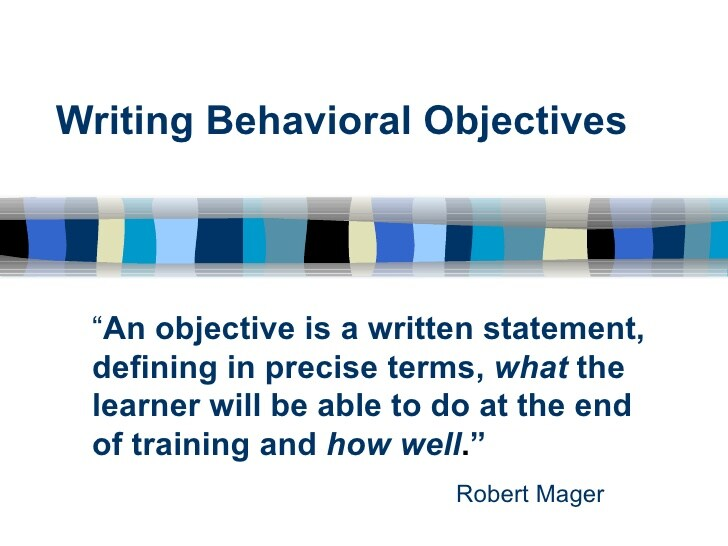 Writing Behavioral Objectives
“An objective is a written statement,
defining in precise terms, what the
learner will be able to do at the end
of training and how well.”
Robert Mager